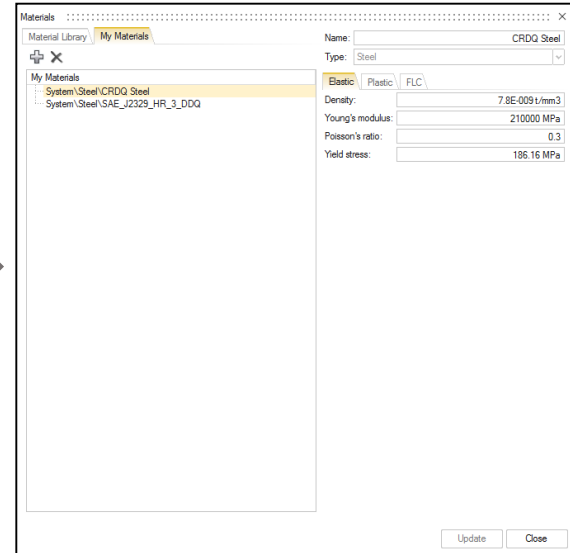 Materials
Material Library My Materials
My Materials
System\Steel\CRDQ Steel
System\Steel\SAE_J2329_HR_3_DDQ
Name: CRDQ Steel
Type: Steel
Elastic Plastic FLC
Density: 7.8E-009 t/mm3
Young's modulus: 210000 MPa
Poisson's ratio: 0.3
Yield stress: 186.16 MPa
Update Close